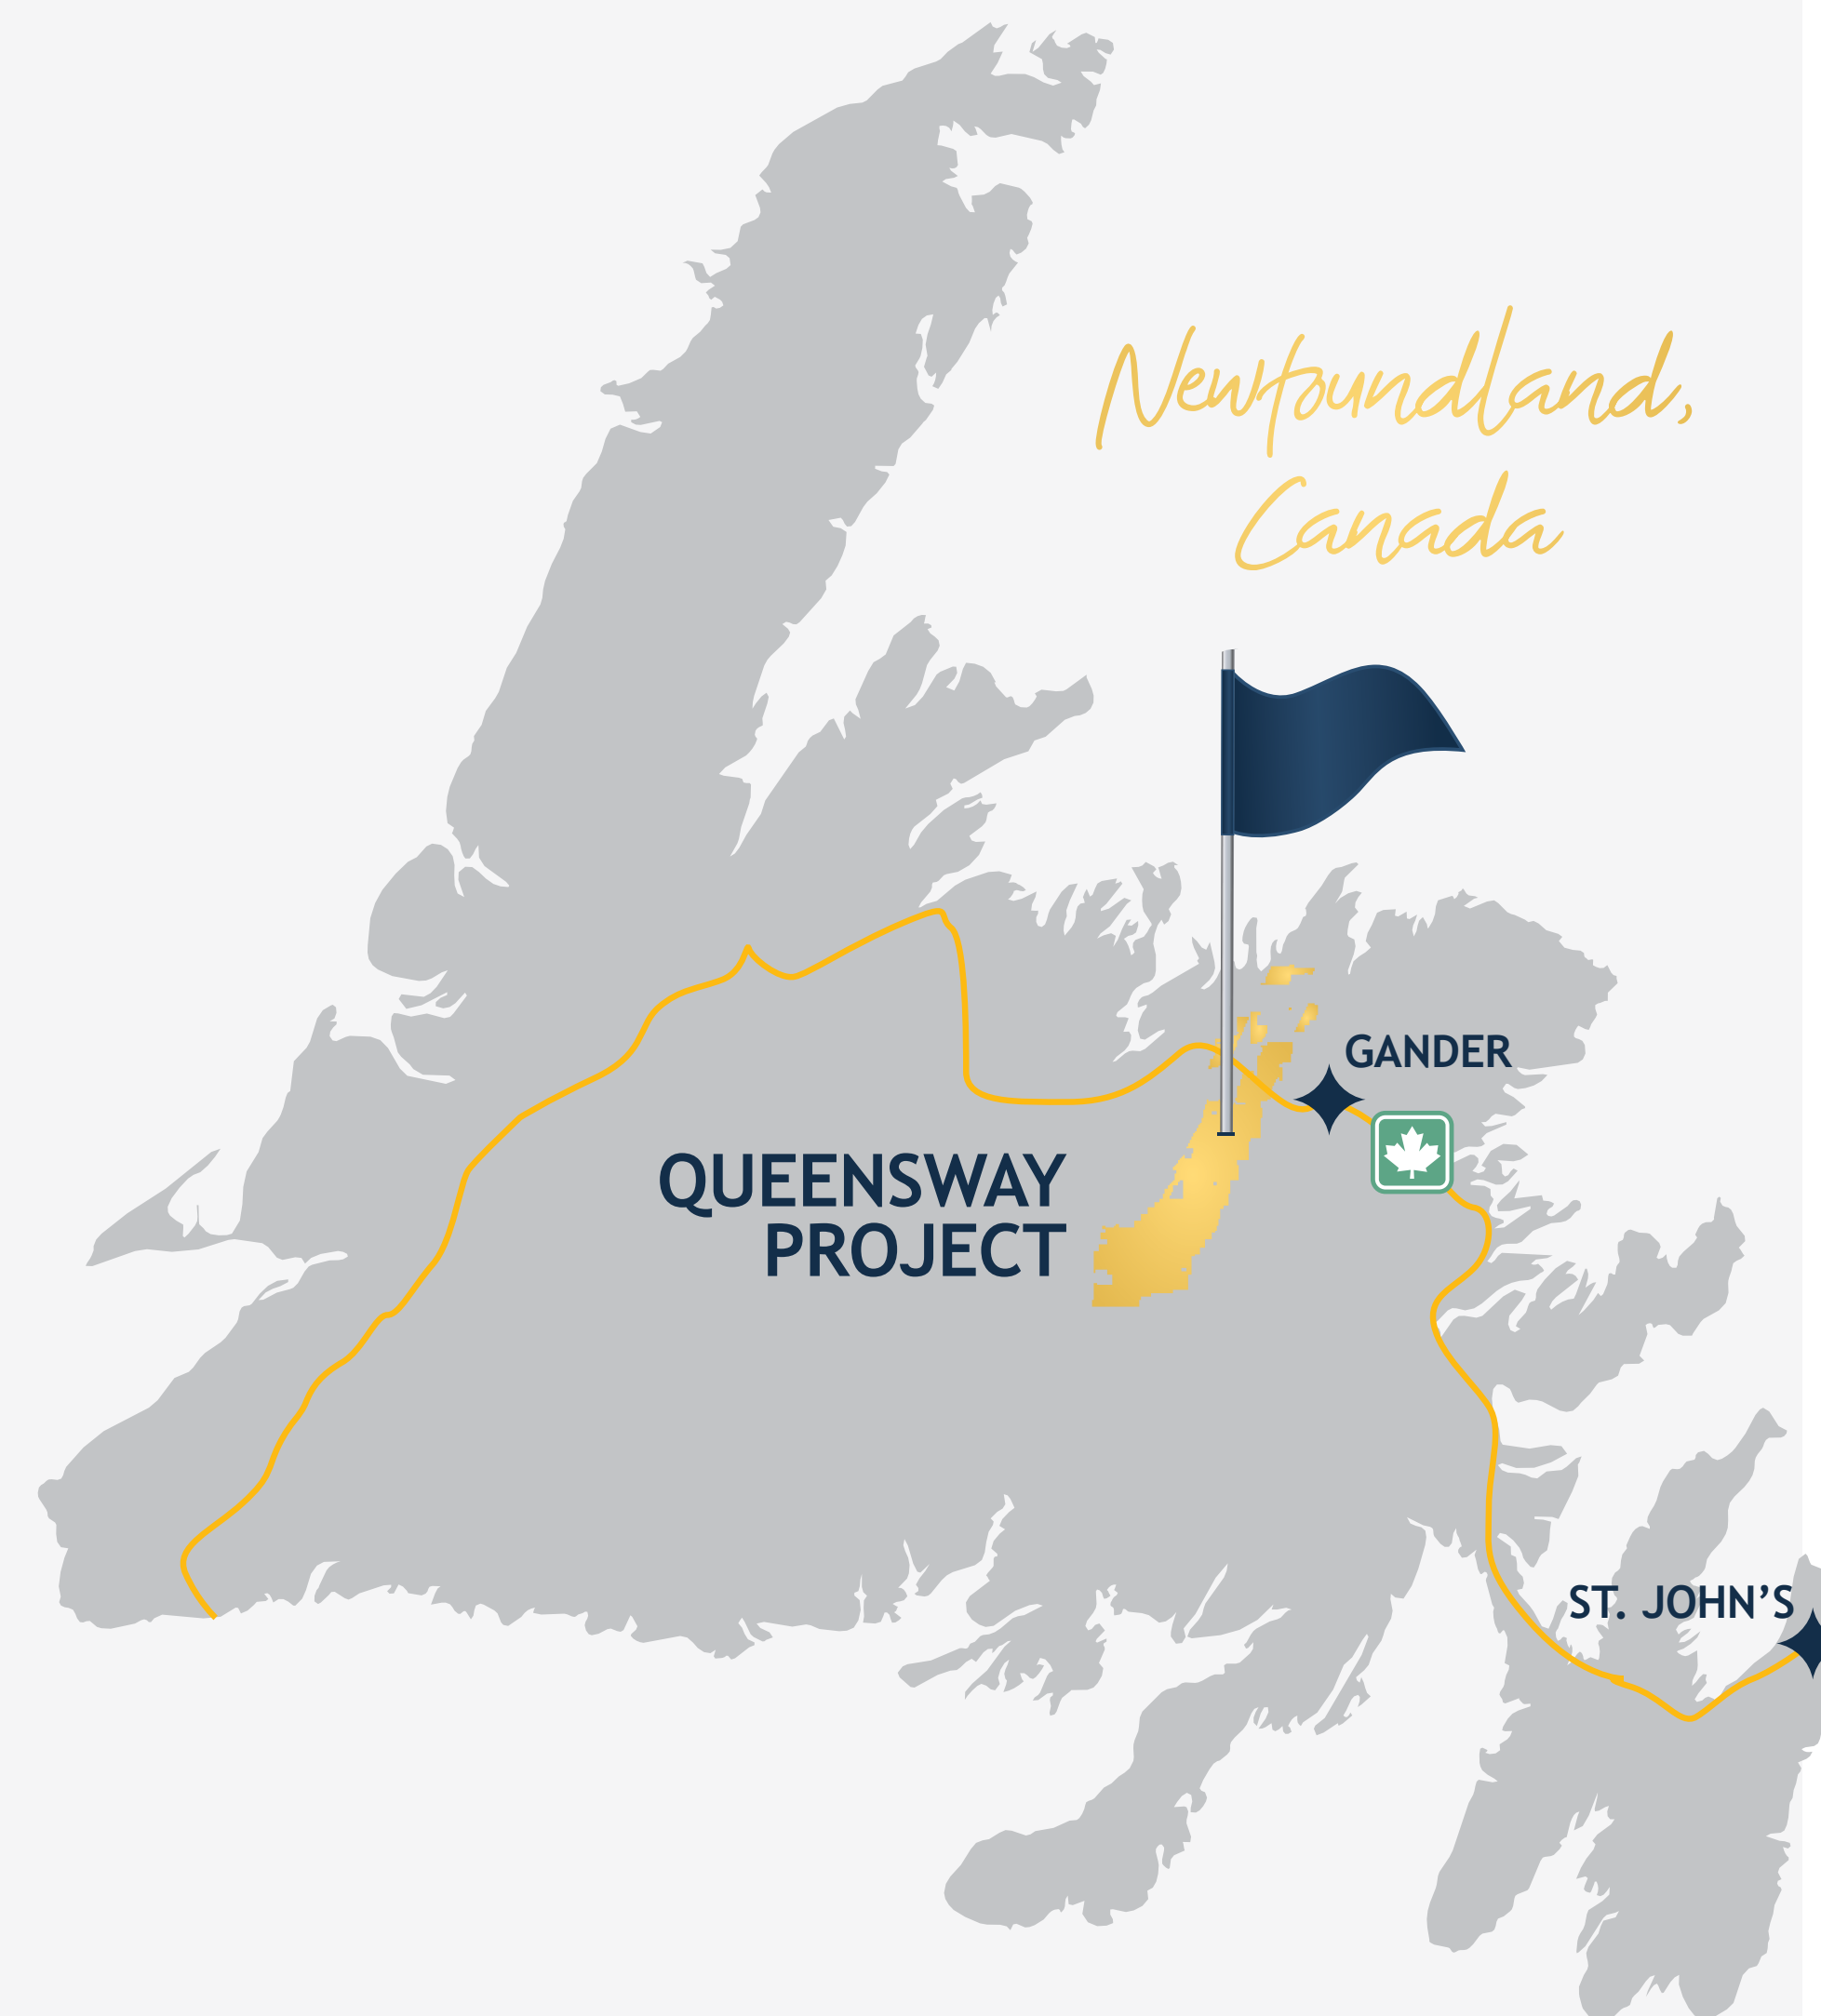 Newfoundland,
Canada
GANDER
QUEENSWAY
PROJECT
ST. JOHN'S